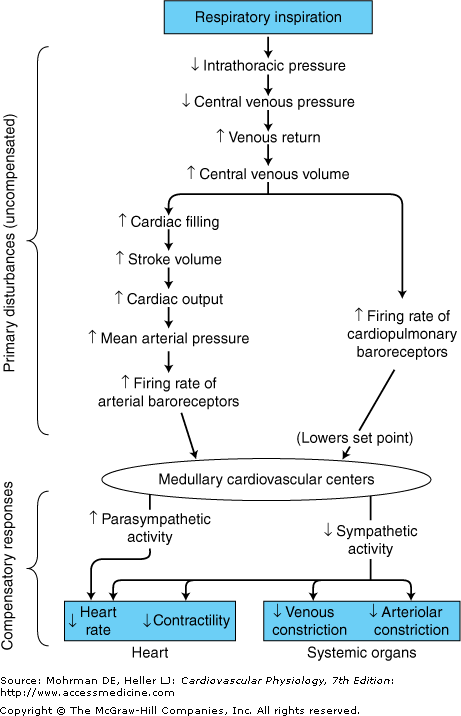 Respiratory inspiration
↓ Intrathoracic pressure
↓ Central venous pressure
↑ Venous return
↑ Central venous volume
↑ Cardiac filling
↑ Stroke volume
↑ Cardiac output
↑ Mean arterial pressure
↑ Firing rate of
arterial baroreceptors
↑ Firing rate of
cardiopulmonary
baroreceptors
(Lowers set point)
Primary disturbances (uncompensated)
Medullary cardiovascular centers
↑ Parasympathetic
activity
↓ Sympathetic
activity
Compensatory responses
↓ Heart
rate
↓ Contractility
↓ Venous
constriction
↓ Arteriolar
constriction
Heart
Systemic organs
Source: Mohrman DE, Heller LJ: Cardiovascular Physiology, 7th Edition:
http://www.accessmedicine.com
Copyright © The McGraw-Hill Companies, Inc. All rights reserved.